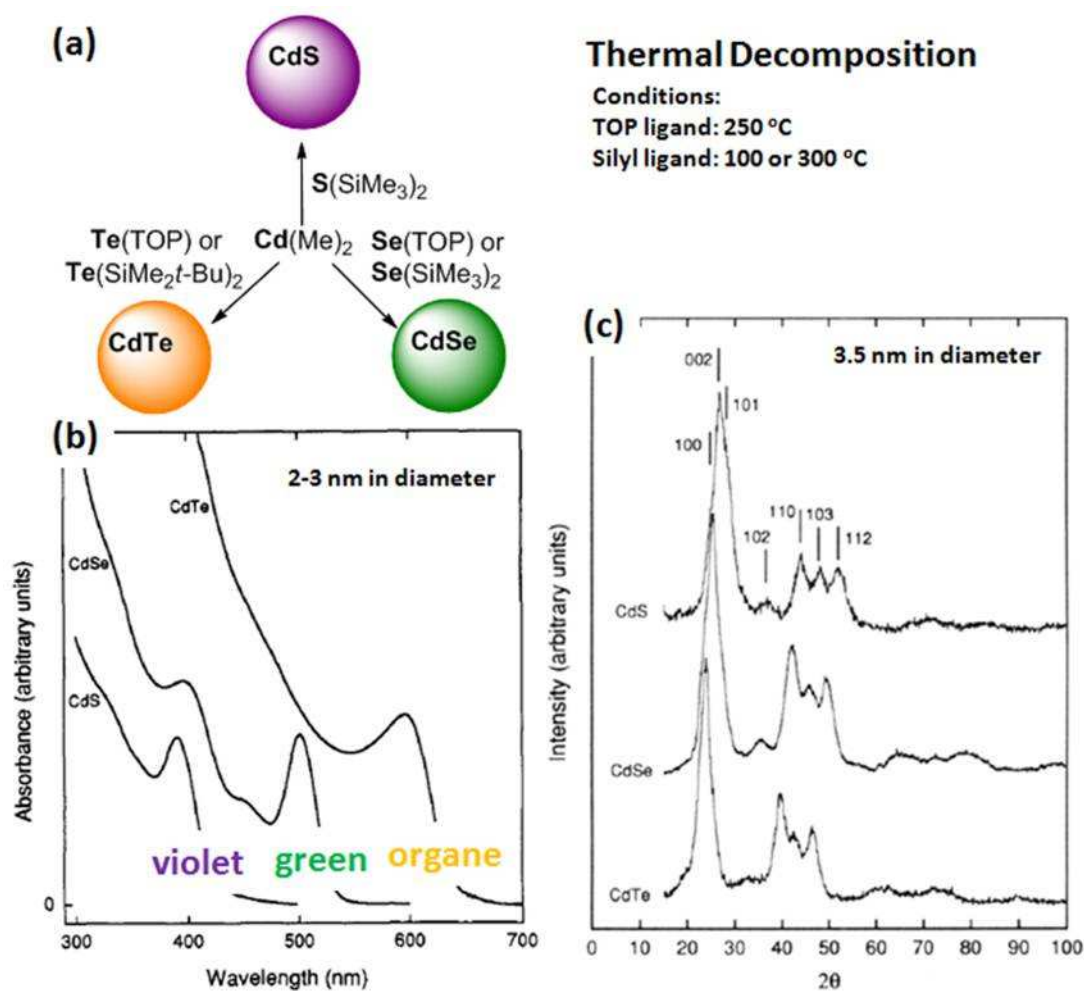 (a)
CdS
Thermal Decomposition
Conditions:
TOP ligand: 250 °C
Silyl ligand: 100 or 300 °C
S(SiMe3)2
Te(TOP) or
Te(SiMe2t-Bu)2
Cd(Me)2
Se(TOP) or
Se(SiMe3)2
CdTe
CdSe
(b)
2-3 nm in diameter
CdTe
CdSe
CdS
Absorbance (arbitrary units)
violet
green
organe
0
300 400 500 600 700
Wavelength (nm)
(c)
3.5 nm in diameter
002
101
100
110
103
102
112
CdS
CdSe
CdTe
Intensity (arbitrary units)
0 10 20 30 40 50 60 70 80 90 100
2θ